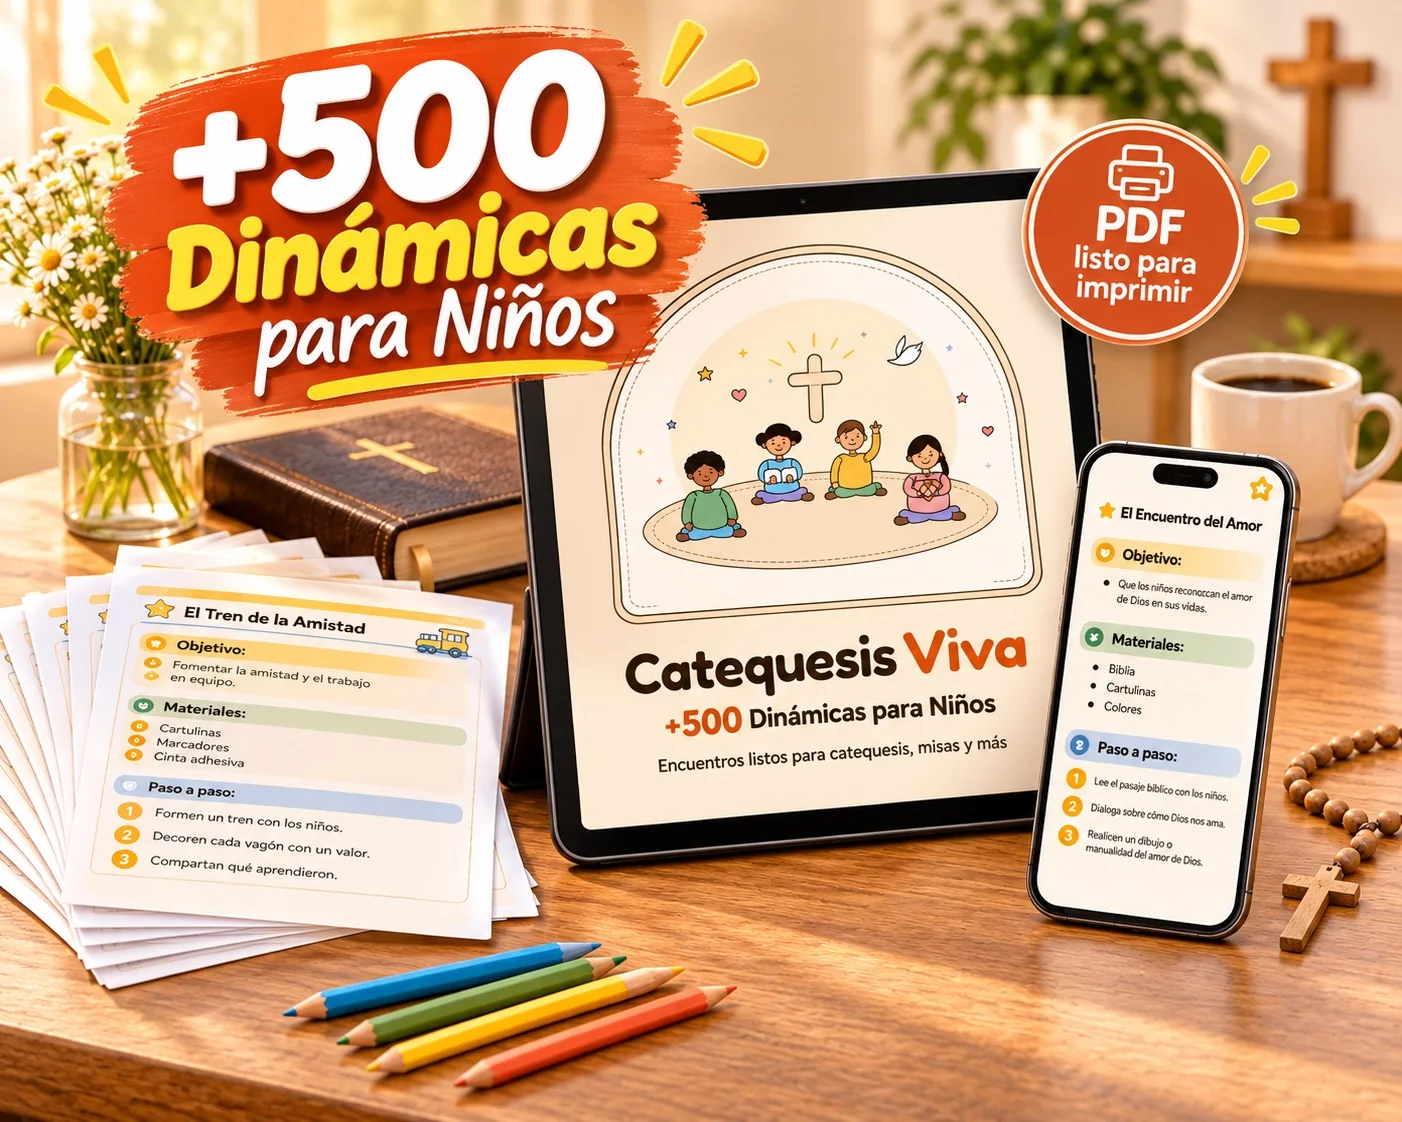 +500
Dinámicas
para Niños
PDF
listo para
imprimir
Catequesis Viva
+500 Dinámicas para Niños
Encuentros listos para catequesis, misas y más
El Tren de la Amistad
Objetivo:
Fomentar la amistad y el trabajo
en equipo.
Materiales:
Cartulinas
Marcadores
Cinta adhesiva
Paso a paso:
1 Formen un tren con los niños.
2 Decoren cada vagón con un valor.
3 Compartan qué aprendieron.
El Encuentro del Amor
Objetivo:
• Que los niños reconozcan el amor
de Dios en sus vidas.
Materiales:
• Biblia
• Cartulinas
• Colores
Paso a paso:
1 Lee el pasaje bíblico con los niños.
2 Dialoga sobre cómo Dios nos ama.
3 Realicen un dibujo o
manualidad del amor de Dios.